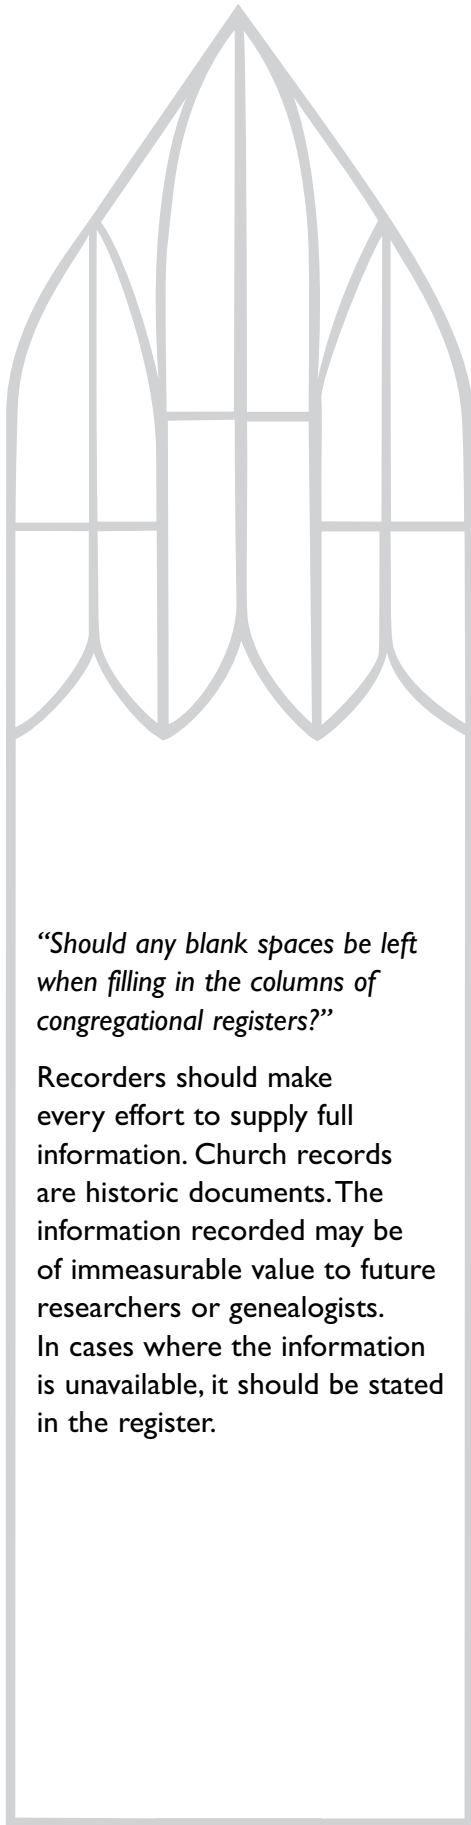 “Should any blank spaces be left
when filling in the columns of
congregational registers?”
Recorders should make
every effort to supply full
information. Church records
are historic documents. The
information recorded may be
of immeasurable value to future
researchers or genealogists.
In cases where the information
is unavailable, it should be stated
in the register.